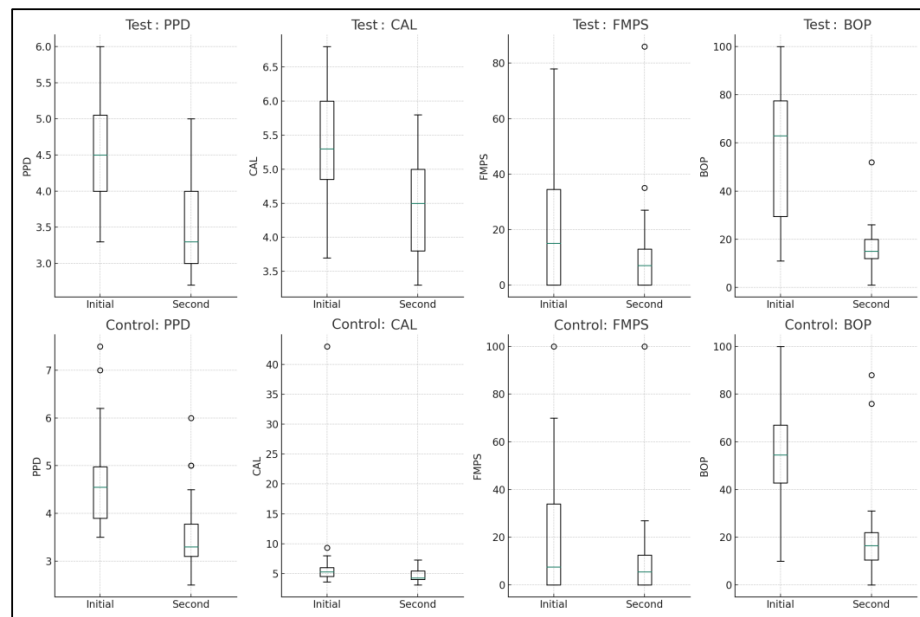 Test: PPD
Test: CAL
Test: FMPS
Test: BOP
6.0
5.5
5.0
4.5
4.0
3.5
3.0
PPD
Initial Second
6.5
6.0
5.5
5.0
4.5
4.0
3.5
CAL
Initial Second
80
60
40
20
0
FMPS
Initial Second
100
80
60
40
20
0
BOP
Initial Second
Control: PPD
Control: CAL
Control: FMPS
Control: BOP
7
6
5
4
3
PPD
Initial Second
40
35
30
25
20
15
10
5
CAL
Initial Second
100
80
60
40
20
0
FMPS
Initial Second
100
80
60
40
20
0
BOP
Initial Second